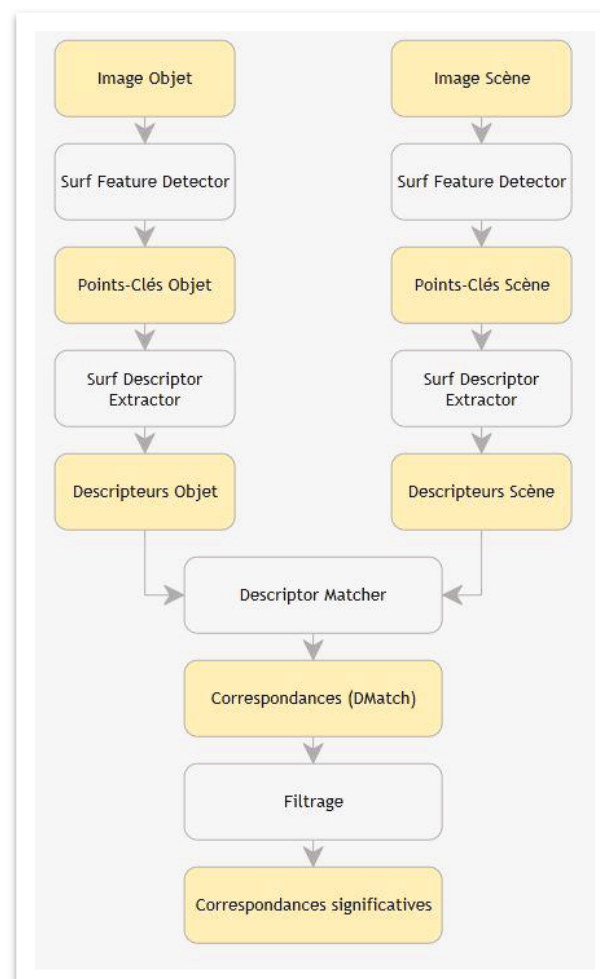 Image Objet
Image Scène
Surf Feature Detector
Surf Feature Detector
Points-Clés Objet
Points-Clés Scène
Surf Descriptor
Extractor
Surf Descriptor
Extractor
Descripteurs Objet
Descripteurs Scène
Descriptor Matcher
Correspondances (DMatch)
Filtrage
Correspondances significatives